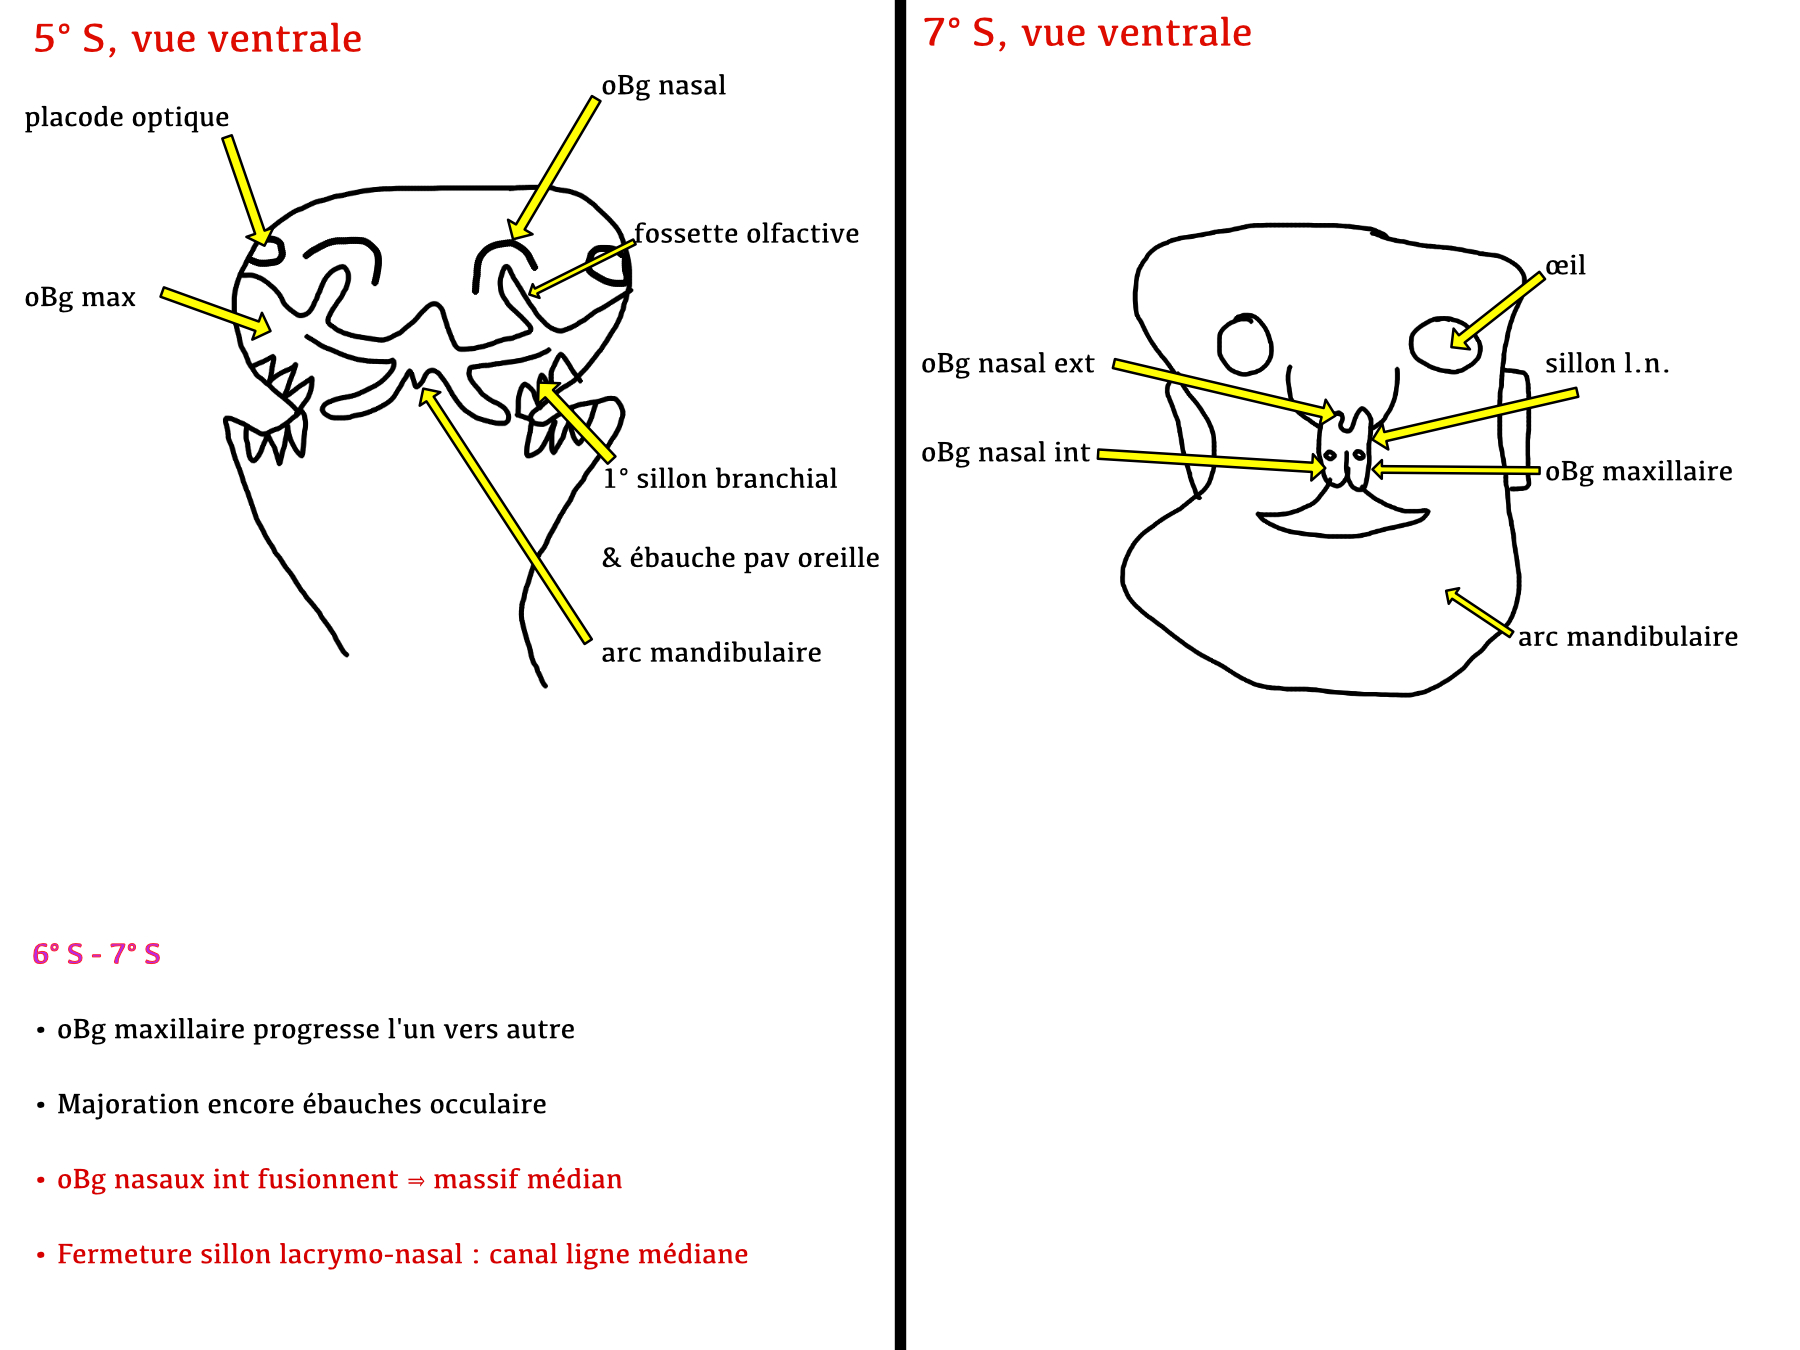 5° S, vue ventrale
placode optique
oBg nasal
fossette olfactive
oBg max
1° sillon branchial
& ébauche pav oreille
arc mandibulaire
6° S - 7° S
• oBg maxillaire progresse l'un vers autre
• Majoration encore ébauches occulaire
• oBg nasaux int fusionnent ⇒ massif médian
• Fermeture sillon lacrymo-nasal : canal ligne médiane
7° S, vue ventrale
œil
oBg nasal ext
sillon l.n.
oBg nasal int
oBg maxillaire
arc mandibulaire